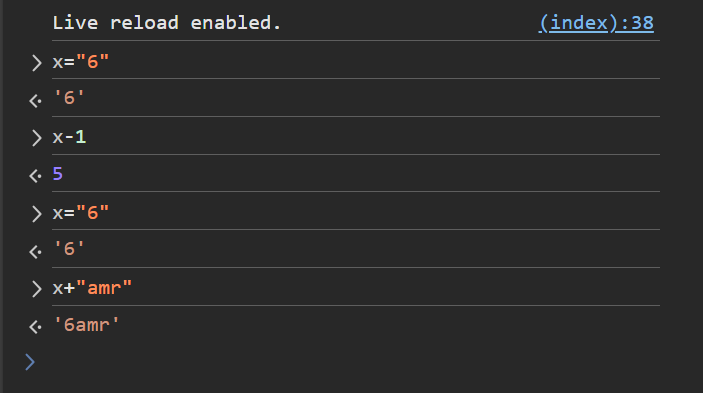 Live reload enabled. (index):38
> x="6"
<· '6'
> x-1
<· 5
> x="6"
<· '6'
> x+"amr"
<· '6amr'
>